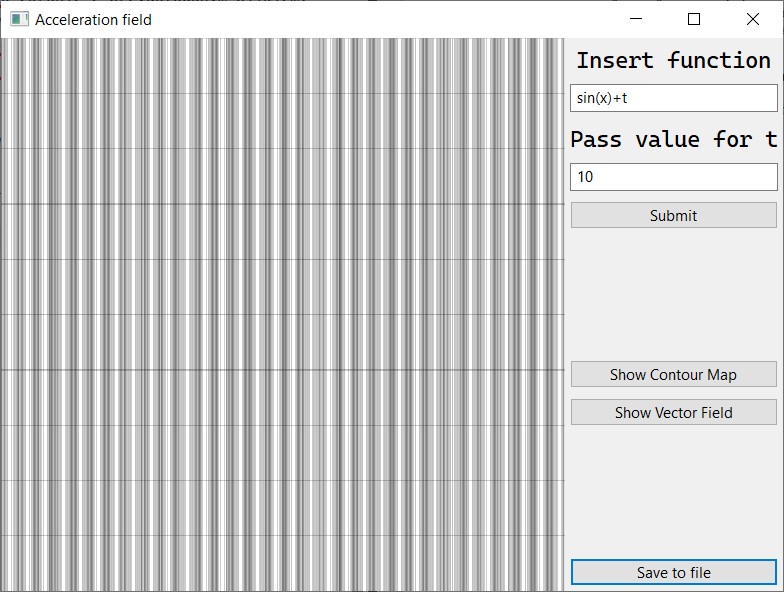 Acceleration field
Insert function
sin(x)+t
Pass value for t
10
Submit
Show Contour Map
Show Vector Field
Save to file